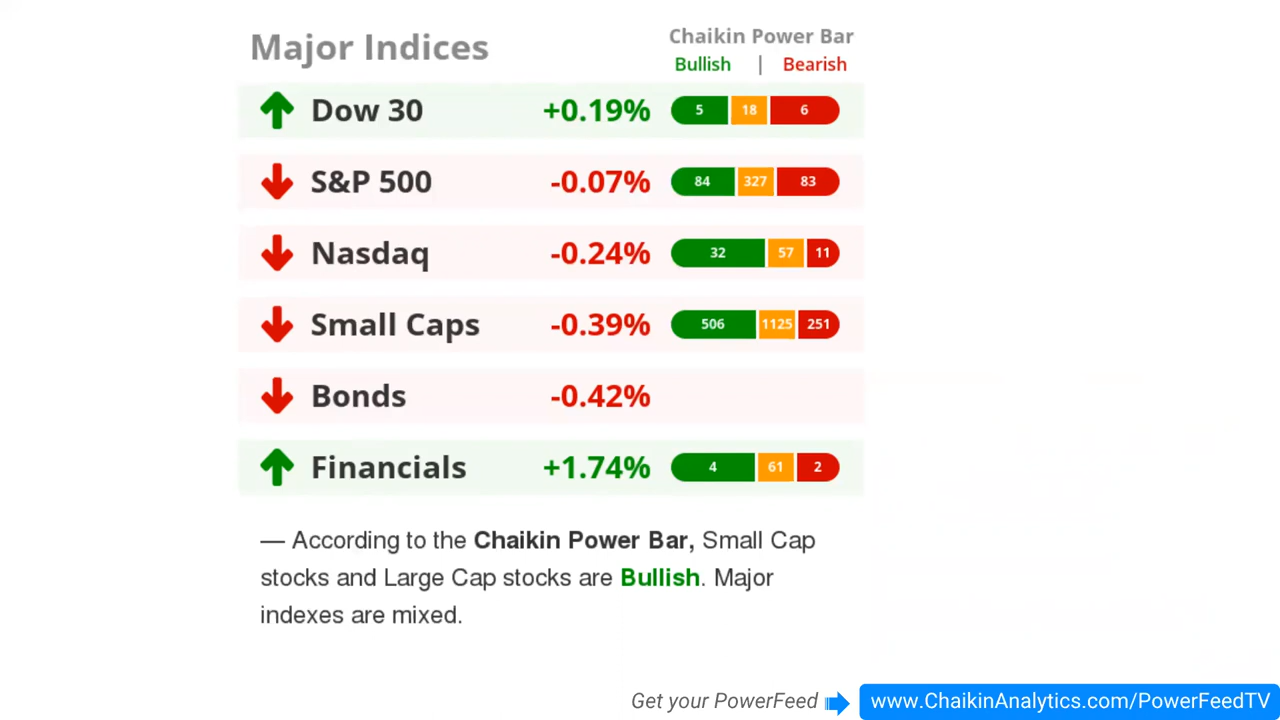 Major Indices
Chaikin Power Bar
Bullish | Bearish
Dow 30 +0.19% 5 18 6
S&P 500 -0.07% 84 327 83
Nasdaq -0.24% 32 57 11
Small Caps -0.39% 506 1125 251
Bonds -0.42%
Financials +1.74% 4 61 2
— According to the Chaikin Power Bar, Small Cap
stocks and Large Cap stocks are Bullish. Major
indexes are mixed.
Get your PowerFeed www.ChaikinAnalytics.com/PowerFeedTV